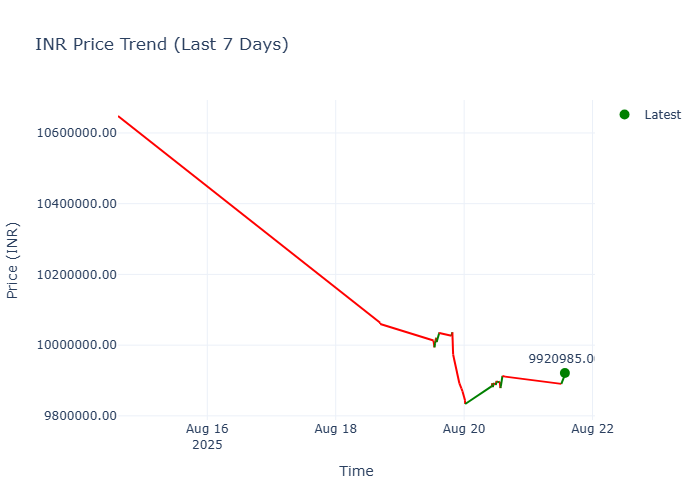 INR Price Trend (Last 7 Days)
Latest
10600000.00
10400000.00
10200000.00
10000000.00
9800000.00
Price (INR)
9920985.0
Aug 16
2025
Aug 18
Aug 20
Aug 22
Time